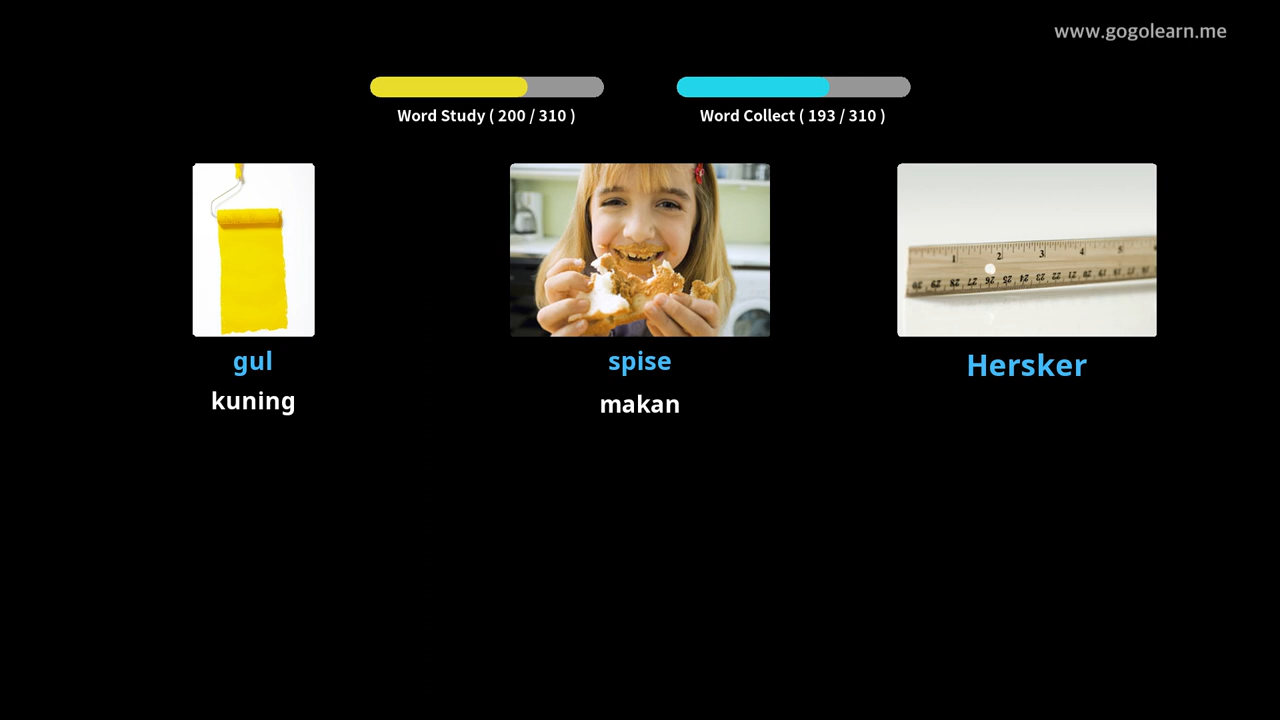 www.gogolearn.me
Word Study ( 200 / 310 )
Word Collect ( 193 / 310 )
gul
kuning
spise
makan
Hersker